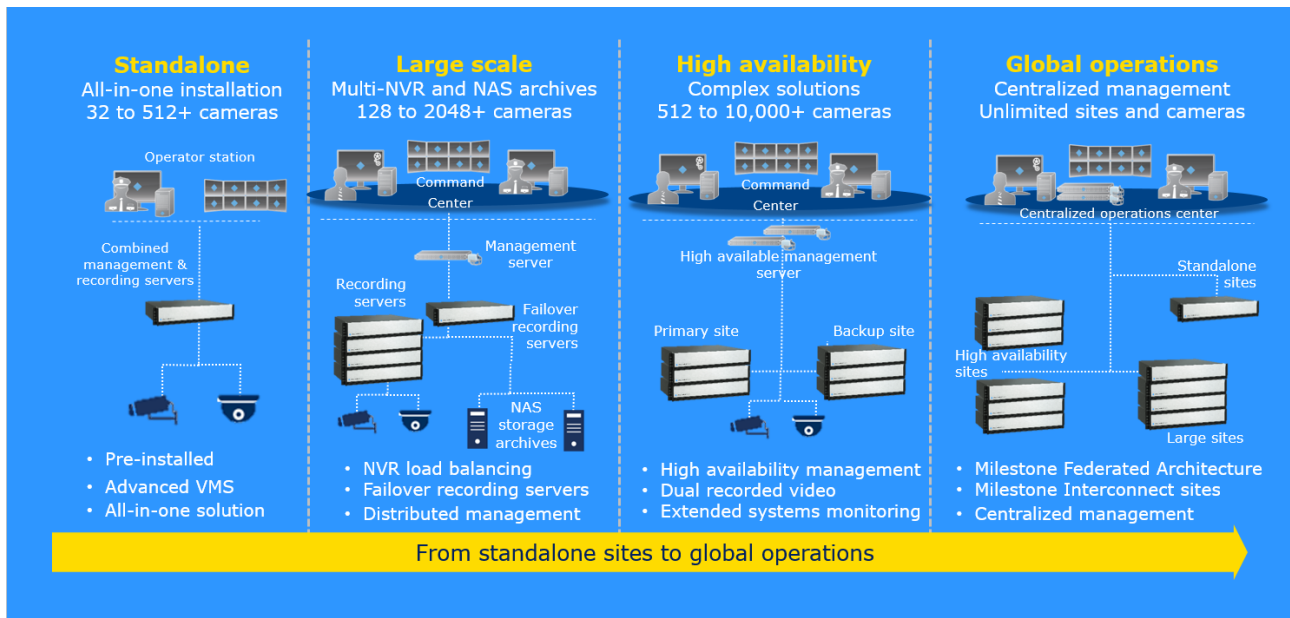 Standalone
All-in-one installation
32 to 512+ cameras
Operator station
Combined
management &
recording servers
• Pre-installed
• Advanced VMS
• All-in-one solution
Large scale
Multi-NVR and NAS archives
128 to 2048+ cameras
Command
Center
Management
server
Recording
servers
Failover
recording
servers
NAS
storage
archives
• NVR load balancing
• Failover recording servers
• Distributed management
High availability
Complex solutions
512 to 10,000+ cameras
Command
Center
High available management
server
Primary site
Backup site
• High availability management
• Dual recorded video
• Extended systems monitoring
Global operations
Centralized management
Unlimited sites and cameras
Centralized operations center
Standalone
sites
High availability
sites
Large sites
• Milestone Federated Architecture
• Milestone Interconnect sites
• Centralized management
From standalone sites to global operations